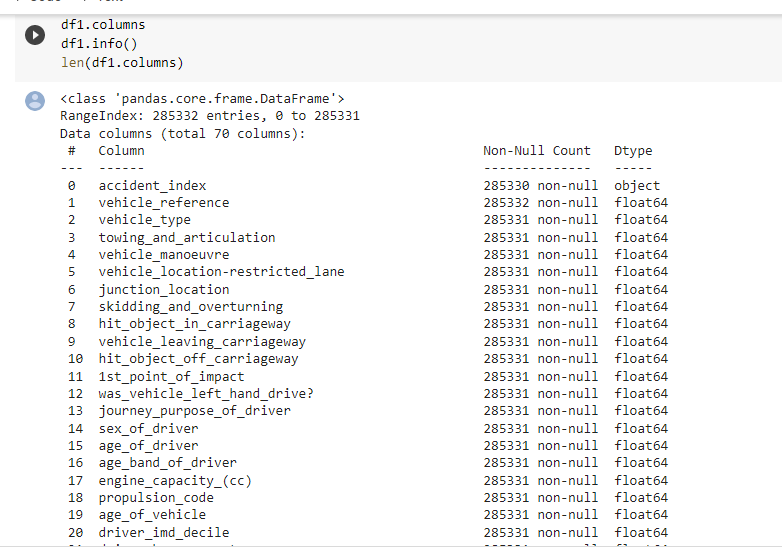 df1.columns
df1.info()
len(df1.columns)
<class 'pandas.core.frame.DataFrame'>
RangeIndex: 285332 entries, 0 to 285331
Data columns (total 70 columns):
# Column Non-Null Count Dtype
--- ------ -------------- -----
0 accident_index 285330 non-null object
1 vehicle_reference 285332 non-null float64
2 vehicle_type 285331 non-null float64
3 towing_and_articulation 285331 non-null float64
4 vehicle_manoeuvre 285331 non-null float64
5 vehicle_location-restricted_lane 285331 non-null float64
6 junction_location 285331 non-null float64
7 skidding_and_overturning 285331 non-null float64
8 hit_object_in_carriageway 285331 non-null float64
9 vehicle_leaving_carriageway 285331 non-null float64
10 hit_object_off_carriageway 285331 non-null float64
11 1st_point_of_impact 285331 non-null float64
12 was_vehicle_left_hand_drive? 285331 non-null float64
13 journey_purpose_of_driver 285331 non-null float64
14 sex_of_driver 285331 non-null float64
15 age_of_driver 285331 non-null float64
16 age_band_of_driver 285331 non-null float64
17 engine_capacity_(cc) 285331 non-null float64
18 propulsion_code 285331 non-null float64
19 age_of_vehicle 285331 non-null float64
20 driver_imd_decile 285331 non-null float64